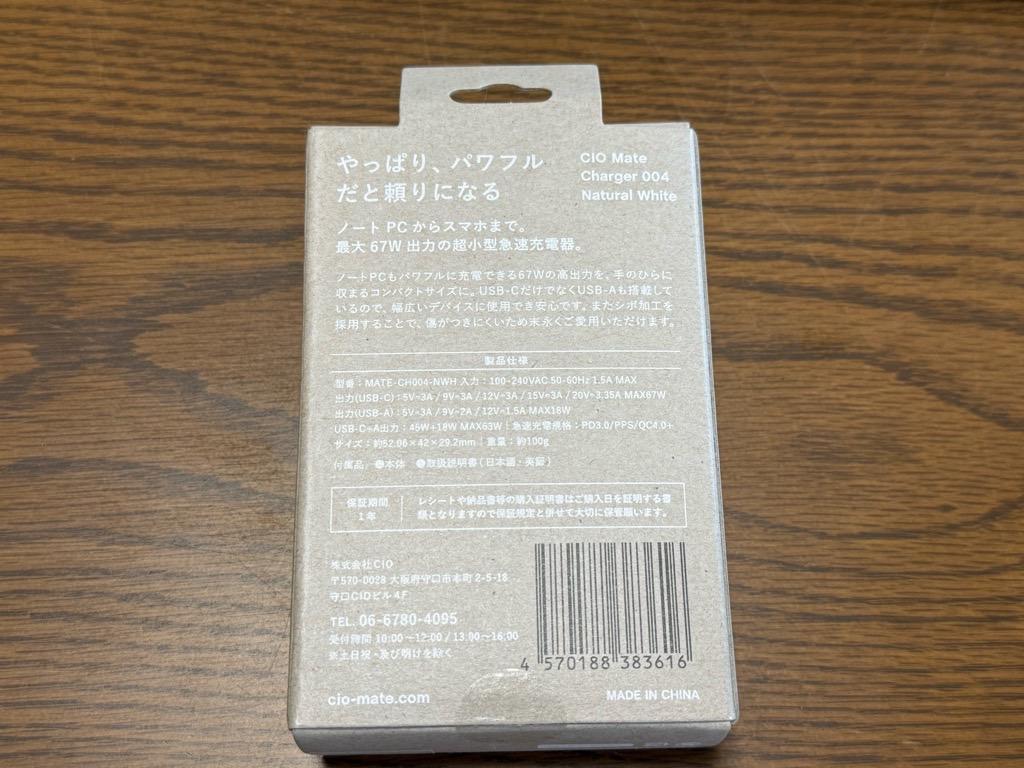 やっぱり、パワフル
だと頼りになる
CIO Mate
Charger 004
Natural White
ノート PC からスマホまで。
最大 67W 出力の超小型急速充電器。
ノートPCもパワフルに充電できる67Wの高出力を、手のひらに
収まるコンパクトサイズに。USB-CだけでなくUSB-Aも搭載して
いるので、幅広いデバイスに使用でき安心です。またシボ加工を
採用することで、傷がつきにくいため末永くご愛用いただけます。
製品仕様
型番：MATE-CH004-NWH 入力：100-240VAC 50-60Hz 1.5A MAX
出力(USB-C)：5V=3A / 9V=3A / 12V=3A / 15V=3A / 20V=3.35A MAX67W
出力(USB-A)：5V=3A / 9V=2A / 12V=1.5A MAX18W
USB-C+A出力：45W+18W MAX63W｜急速充電規格：PD3.0/PPS/QC4.0+
サイズ：約52.06×42×29.2mm｜重量：約100g
付属品 ❶本体 ❶取扱説明書（日本語・英語）
保証期間
1年
レシートや納品書等の購入証明書はご購入日を証明する書
類となりますので保証規定と併せて大切に保管願います。
株式会社CIO
〒570-0028 大阪府守口市本町 2-5-18
守口CIOビル 4F
TEL. 06-6780-4095
受付時間 10:00〜12:00 / 13:00〜16:00
※土日祝・及び明けを除く
4 570188 383616
cio-mate.com
MADE IN CHINA